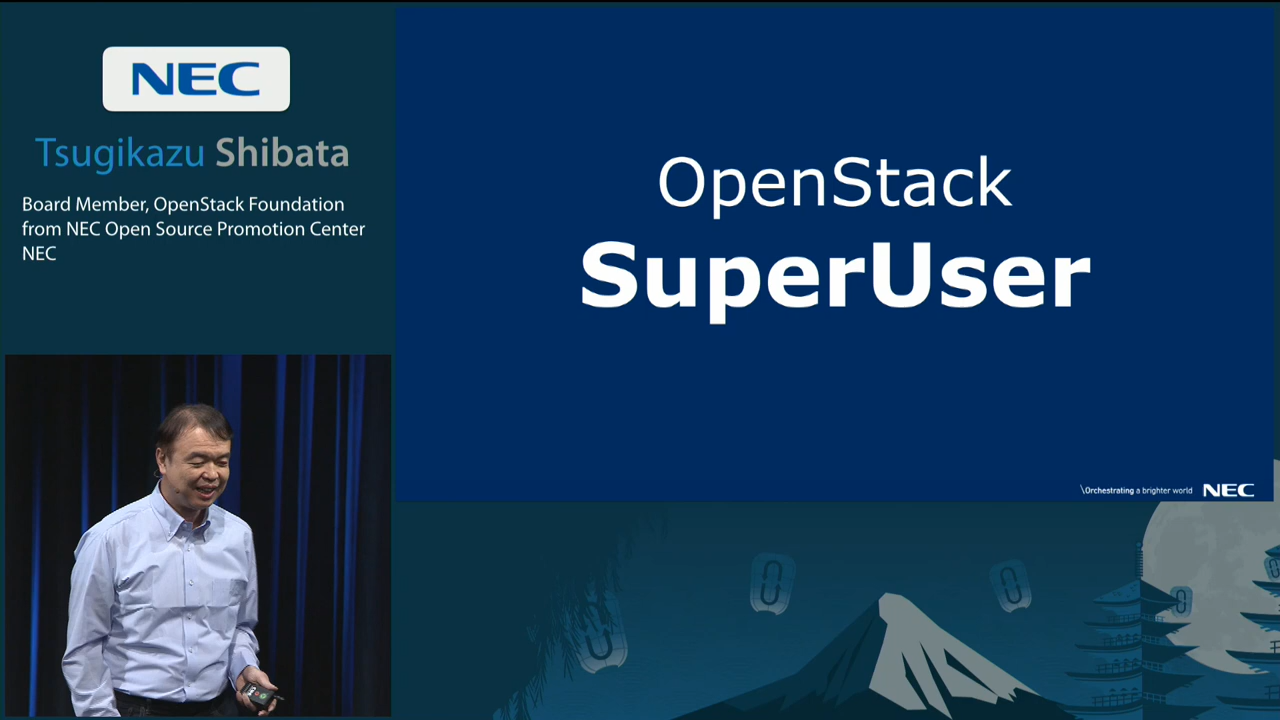 NEC
Tsugikazu Shibata
Board Member, OpenStack Foundation
from NEC Open Source Promotion Center
NEC
OpenStack
SuperUser
\Orchestrating a brighter world NEC